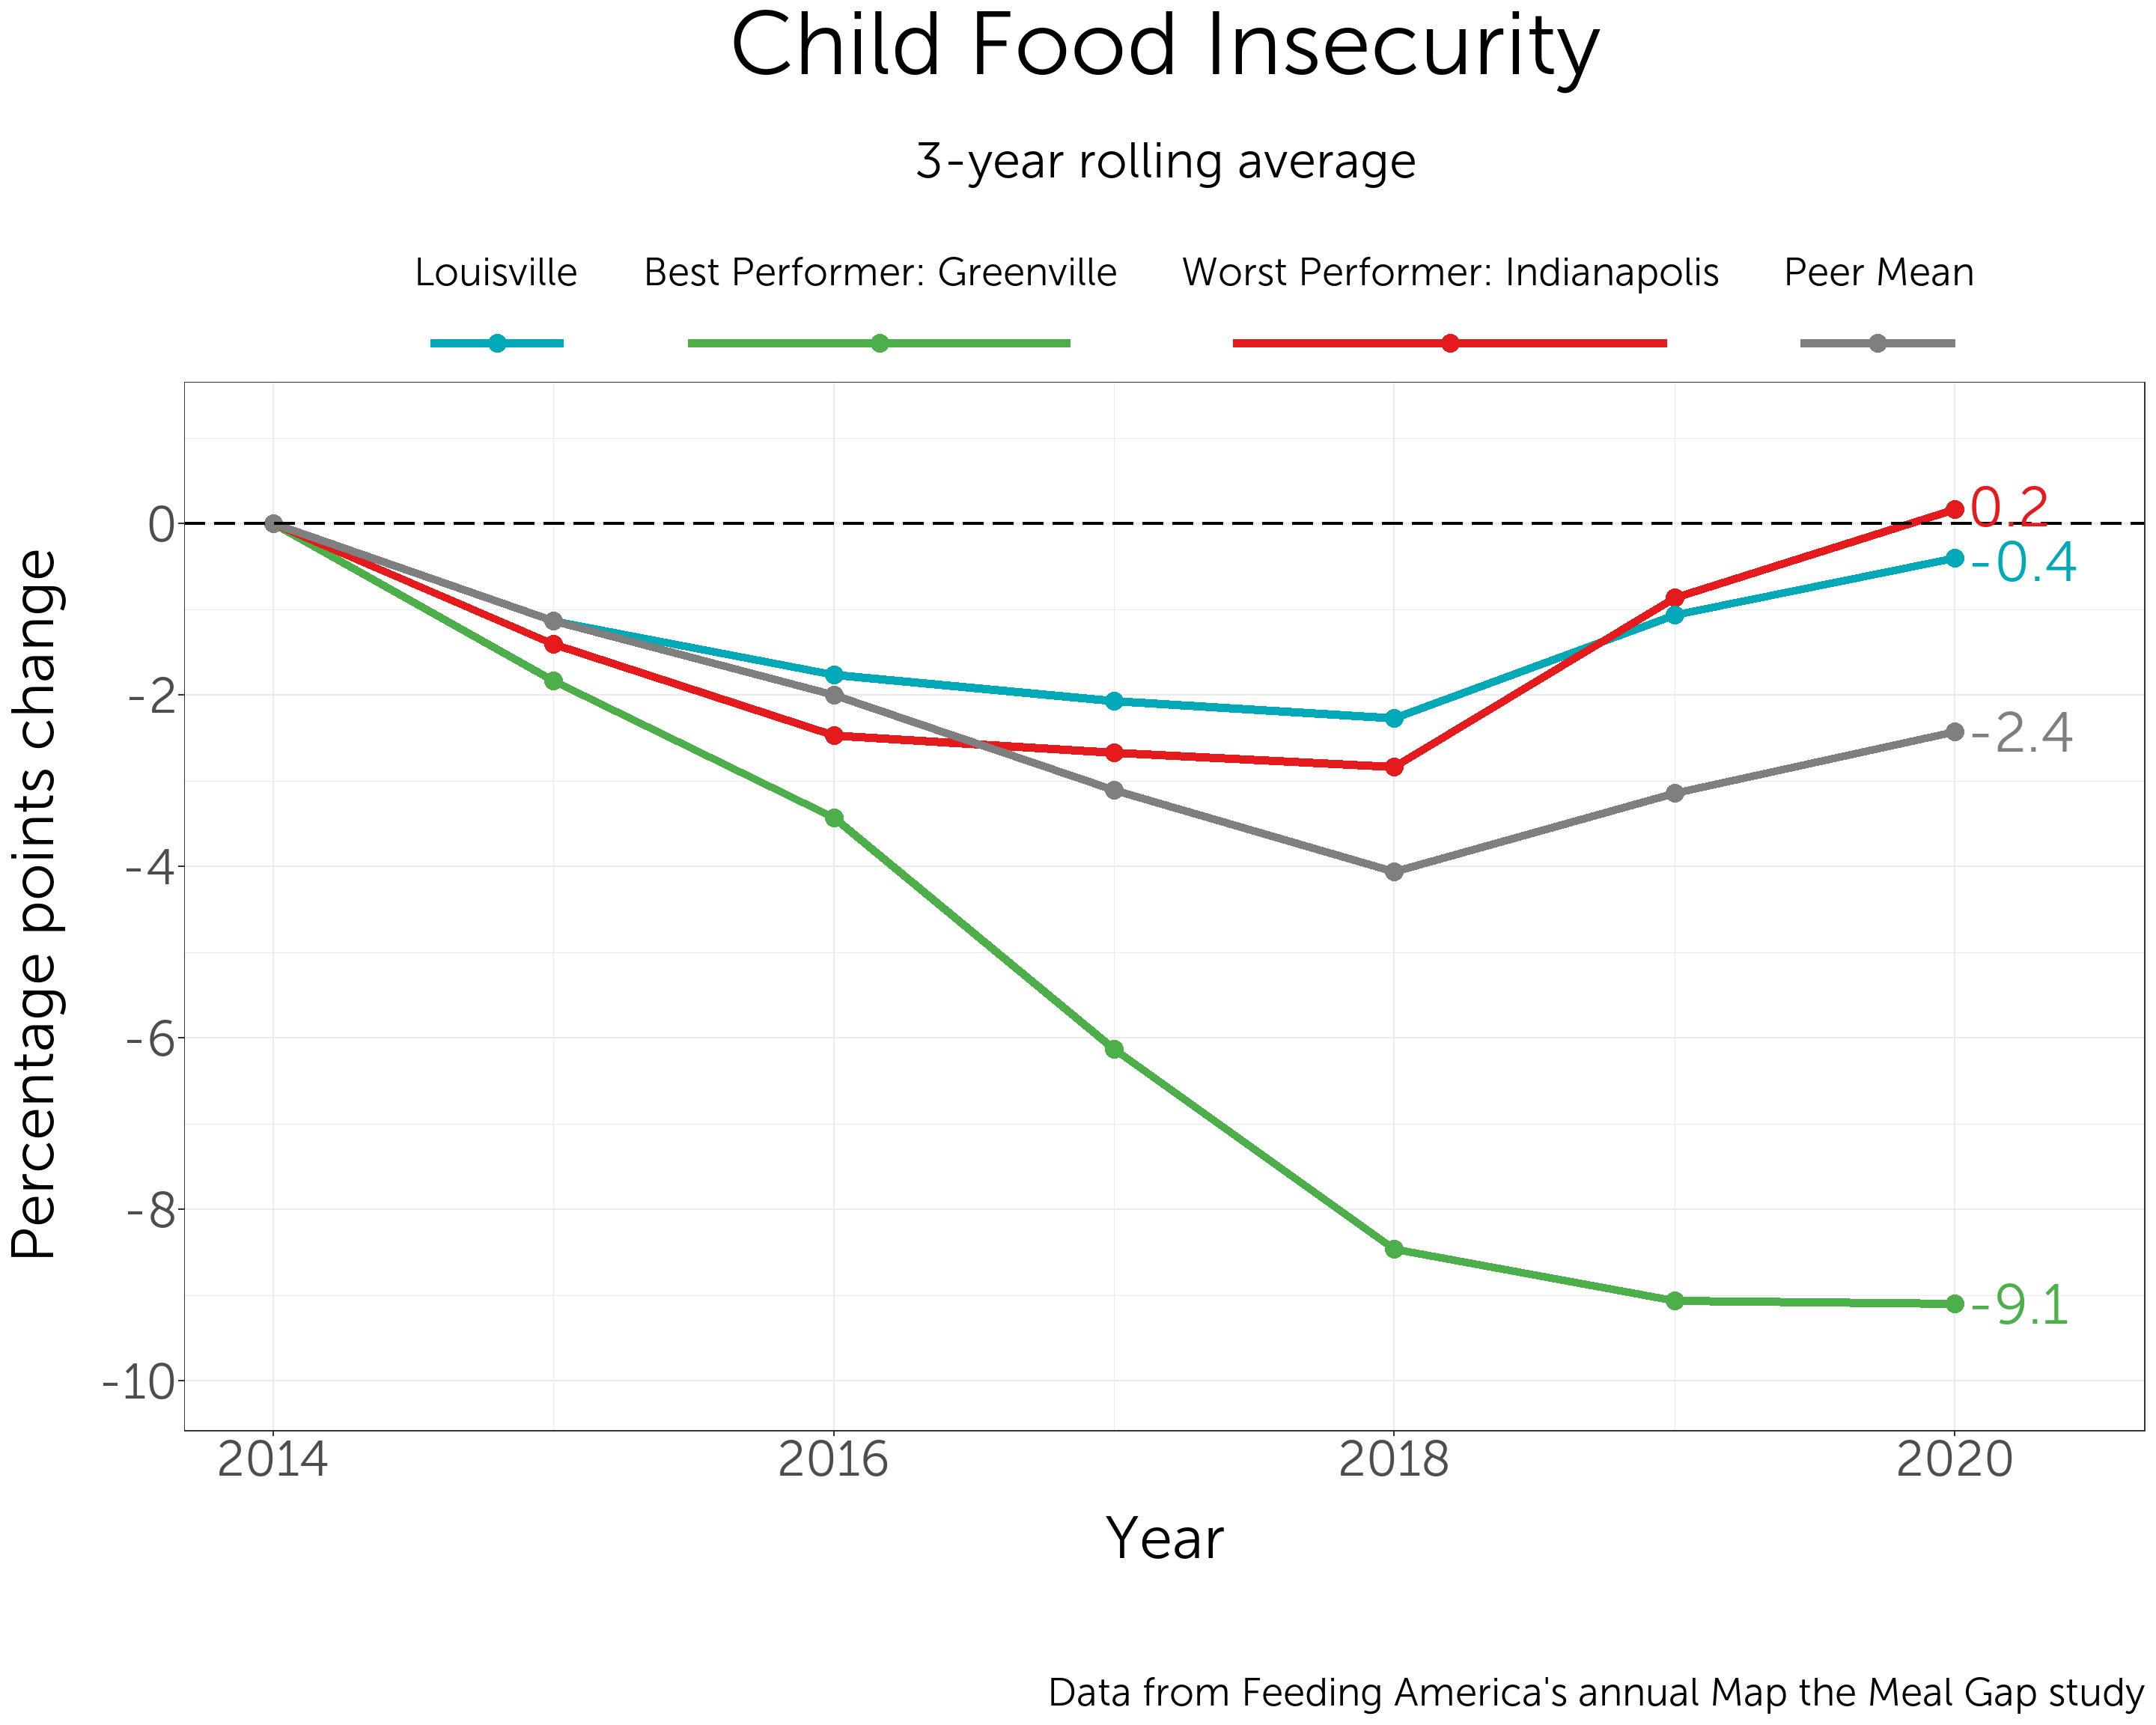 Child Food Insecurity
3-year rolling average
Louisville Best Performer: Greenville Worst Performer: Indianapolis Peer Mean
Percentage points change
0
-2
-4
-6
-8
-10
0.2
-0.4
-2.4
-9.1
2014 2016 2018 2020
Year
Data from Feeding America's annual Map the Meal Gap study